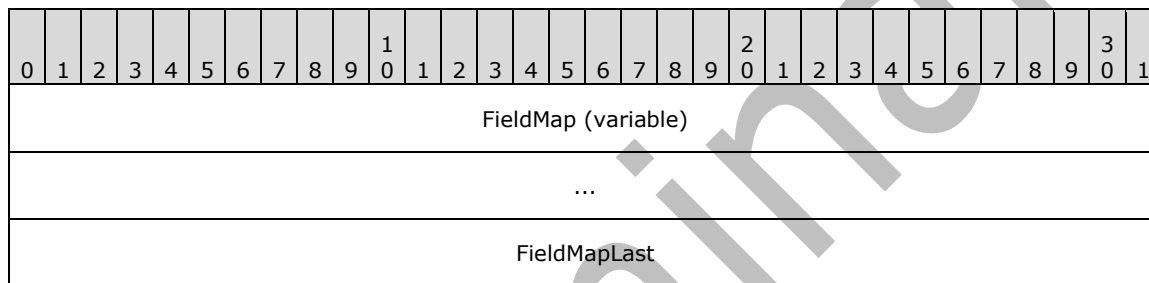 1 2 3
0 1 2 3 4 5 6 7 8 9 0 1 2 3 4 5 6 7 8 9 0 1 2 3 4 5 6 7 8 9 0 1
FieldMap (variable)
...
FieldMapLast